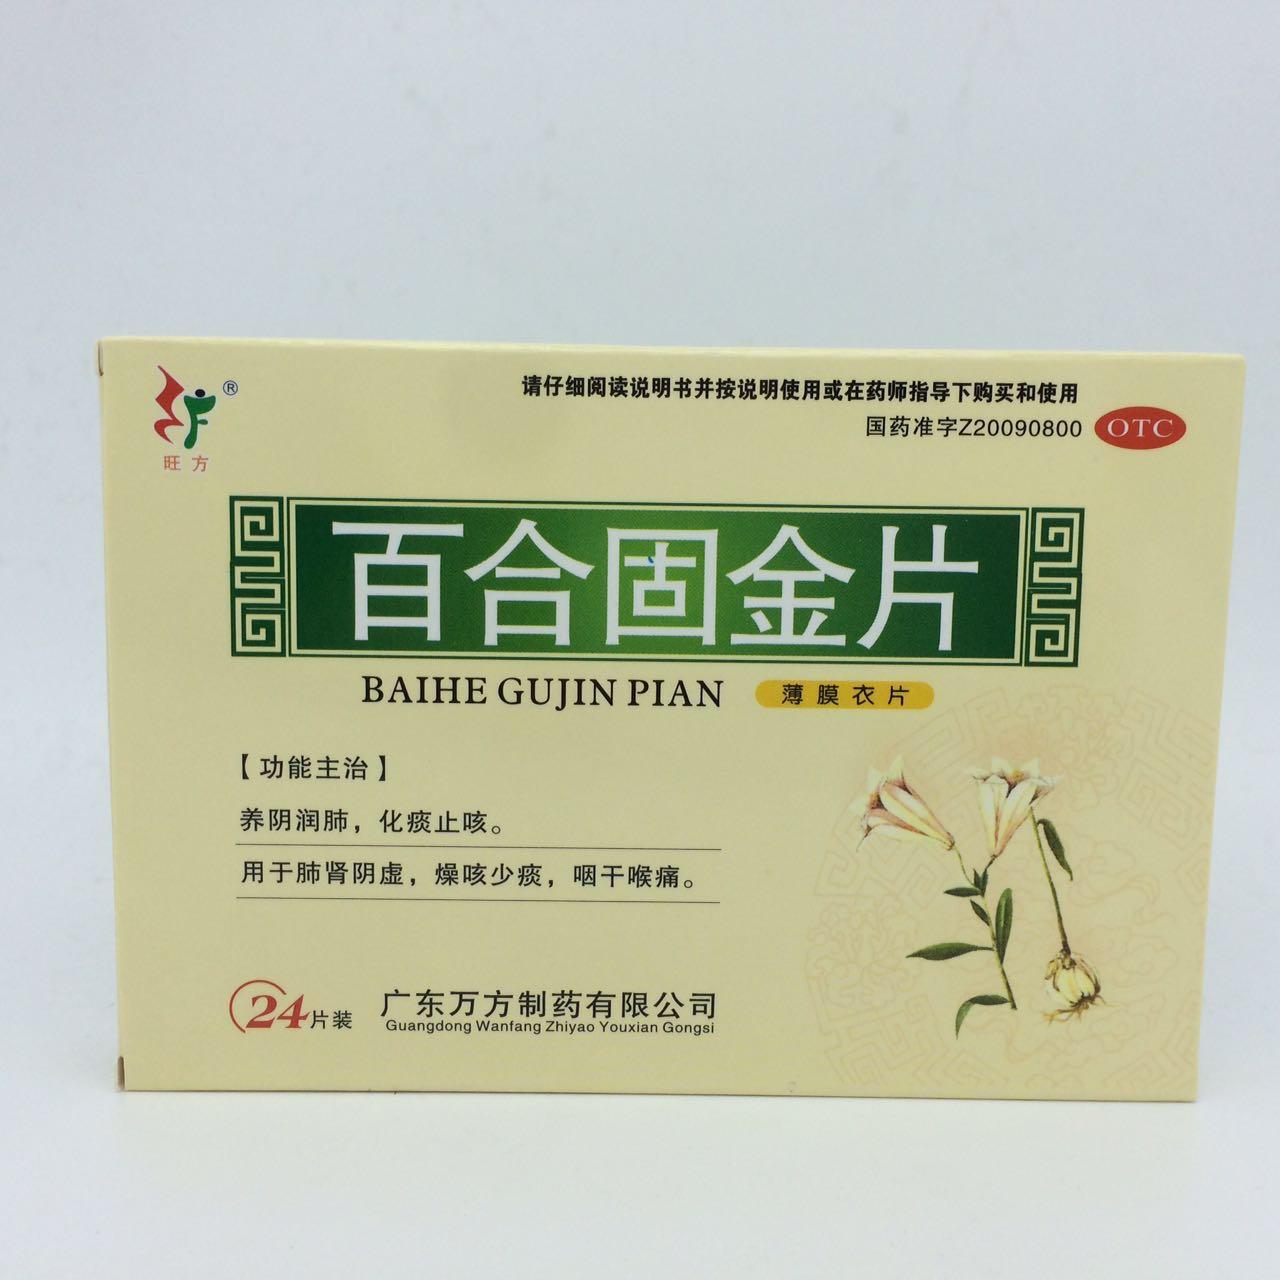 请仔细阅读说明书并按说明使用或在药师指导下购买和使用
国药准字Z20090800 OTC
®
旺方
百合固金片
BAIHE GUJIN PIAN 薄膜衣片
【功能主治】
养阴润肺，化痰止咳。
用于肺肾阴虚，燥咳少痰，咽干喉痛。
24片装 广东万方制药有限公司
Guangdong Wanfang Zhiyao Youxian Gongsi